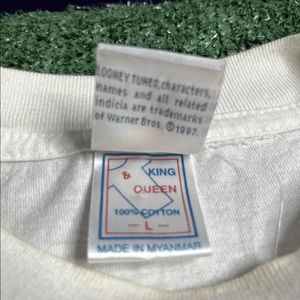 LOONEY TUNES, characters,
names and all related
indicia are trademarks
of Warner Bros. ©1997.
KING
&
QUEEN
100% COTTON
- L -
MADE IN MYANMAR